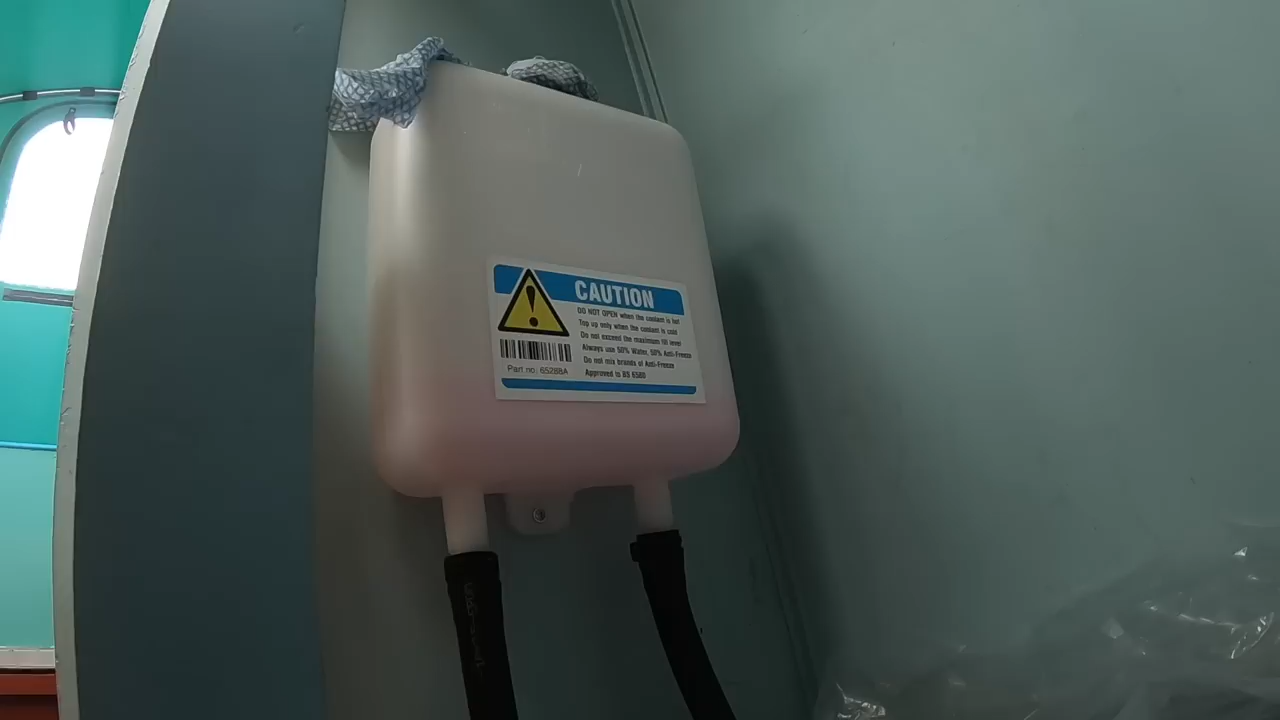 CAUTION
DO NOT OPEN when the coolant is hot
Top up only when the coolant is cold
Do not exceed the maximum fill level
Always use 50% Water, 50% Anti-Freeze
Do not mix brands of Anti-Freeze
Approved to BS 6580
Part no. 65288A